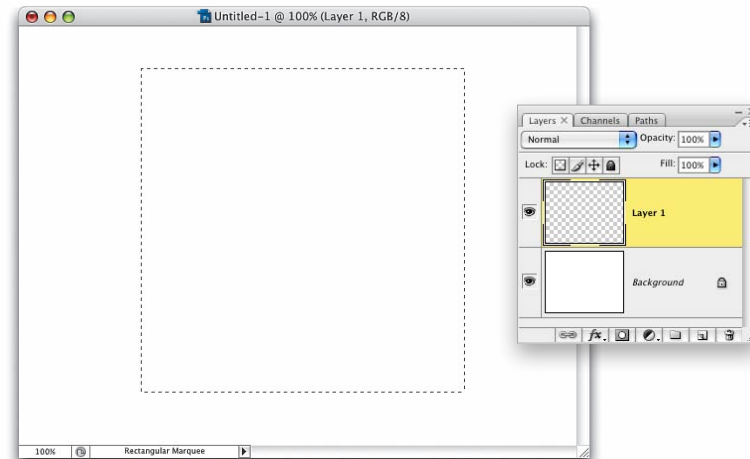 Untitled-1 @ 100% (Layer 1, RGB/8)
Layers × Channels Paths
Normal Opacity: 100%
Lock: Fill: 100%
Layer 1
Background
fx.
100% Rectangular Marquee